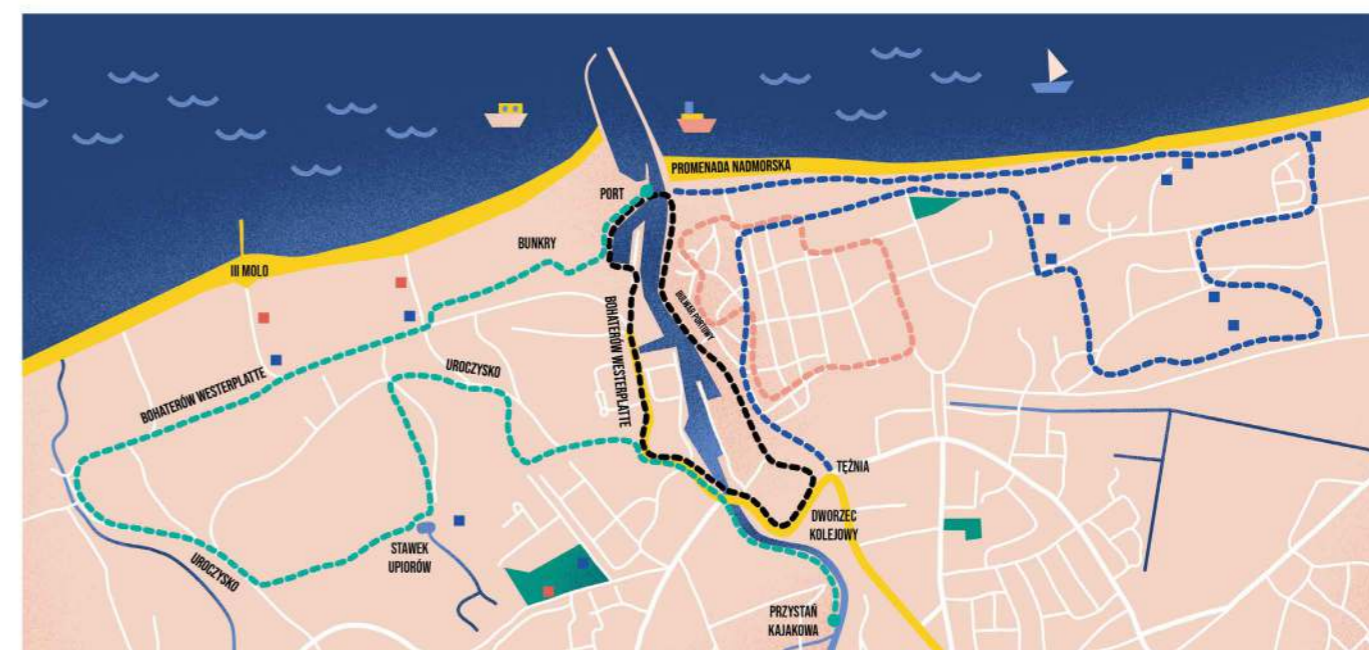 PROMENADA NADMORSKA
PORT
BUNKRY
III MOLO
BOHATERÓW WESTERPLATTE
BULWAR PORTOWY
UROCZYSKO
BOHATERÓW WESTERPLATTE
TĘŻNIA
DWORZEC
KOLEJOWY
STAWEK
UPIORÓW
UROCZYSKO
PRZYSTAŃ
KAJAKOWA